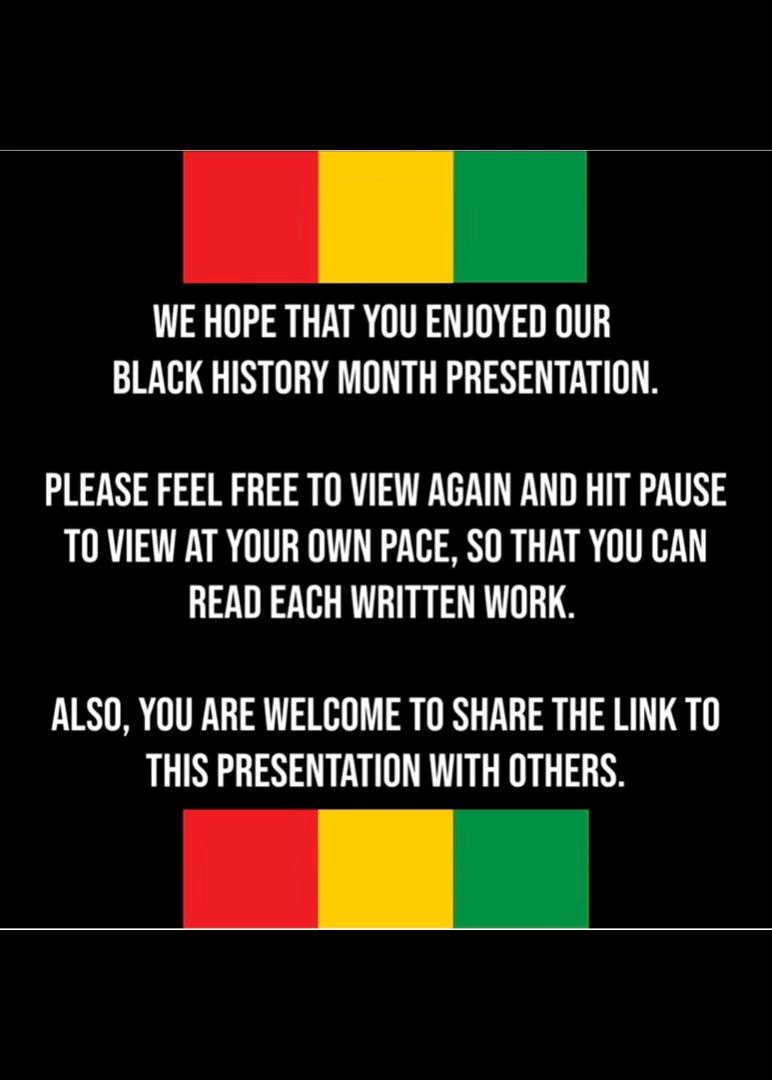 WE HOPE THAT YOU ENJOYED OUR
BLACK HISTORY MONTH PRESENTATION.
PLEASE FEEL FREE TO VIEW AGAIN AND HIT PAUSE
TO VIEW AT YOUR OWN PACE, SO THAT YOU CAN
READ EACH WRITTEN WORK.
ALSO, YOU ARE WELCOME TO SHARE THE LINK TO
THIS PRESENTATION WITH OTHERS.